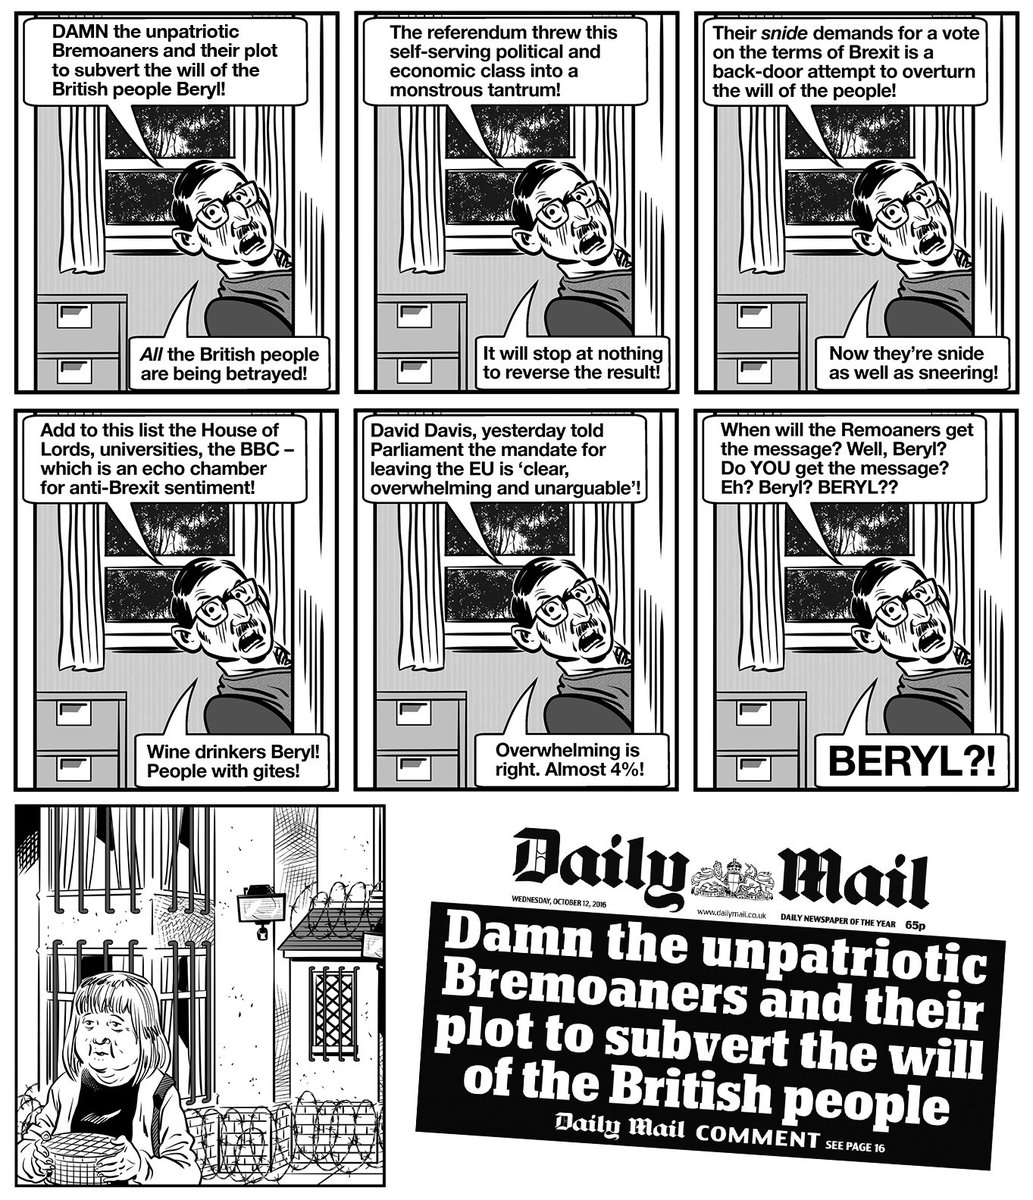 DAMN the unpatriotic
Bremoaners and their plot
to subvert the will of the
British people Beryl!
All the British people
are being betrayed!
The referendum threw this
self-serving political and
economic class into a
monstrous tantrum!
It will stop at nothing
to reverse the result!
Their snide demands for a vote
on the terms of Brexit is a
back-door attempt to overturn
the will of the people!
Now they're snide
as well as sneering!
Add to this list the House of
Lords, universities, the BBC –
which is an echo chamber
for anti-Brexit sentiment!
Wine drinkers Beryl!
People with gites!
David Davis, yesterday told
Parliament the mandate for
leaving the EU is 'clear,
overwhelming and unarguable'!
Overwhelming is
right. Almost 4%!
When will the Remoaners get
the message? Well, Beryl?
Do YOU get the message?
Eh? Beryl? BERYL??
BERYL?!
Daily Mail
WEDNESDAY, OCTOBER 12, 2016
www.dailymail.co.uk
DAILY NEWSPAPER OF THE YEAR
65p
Damn the unpatriotic
Bremoaners and their
plot to subvert the will
of the British people
Daily Mail COMMENT SEE PAGE 16